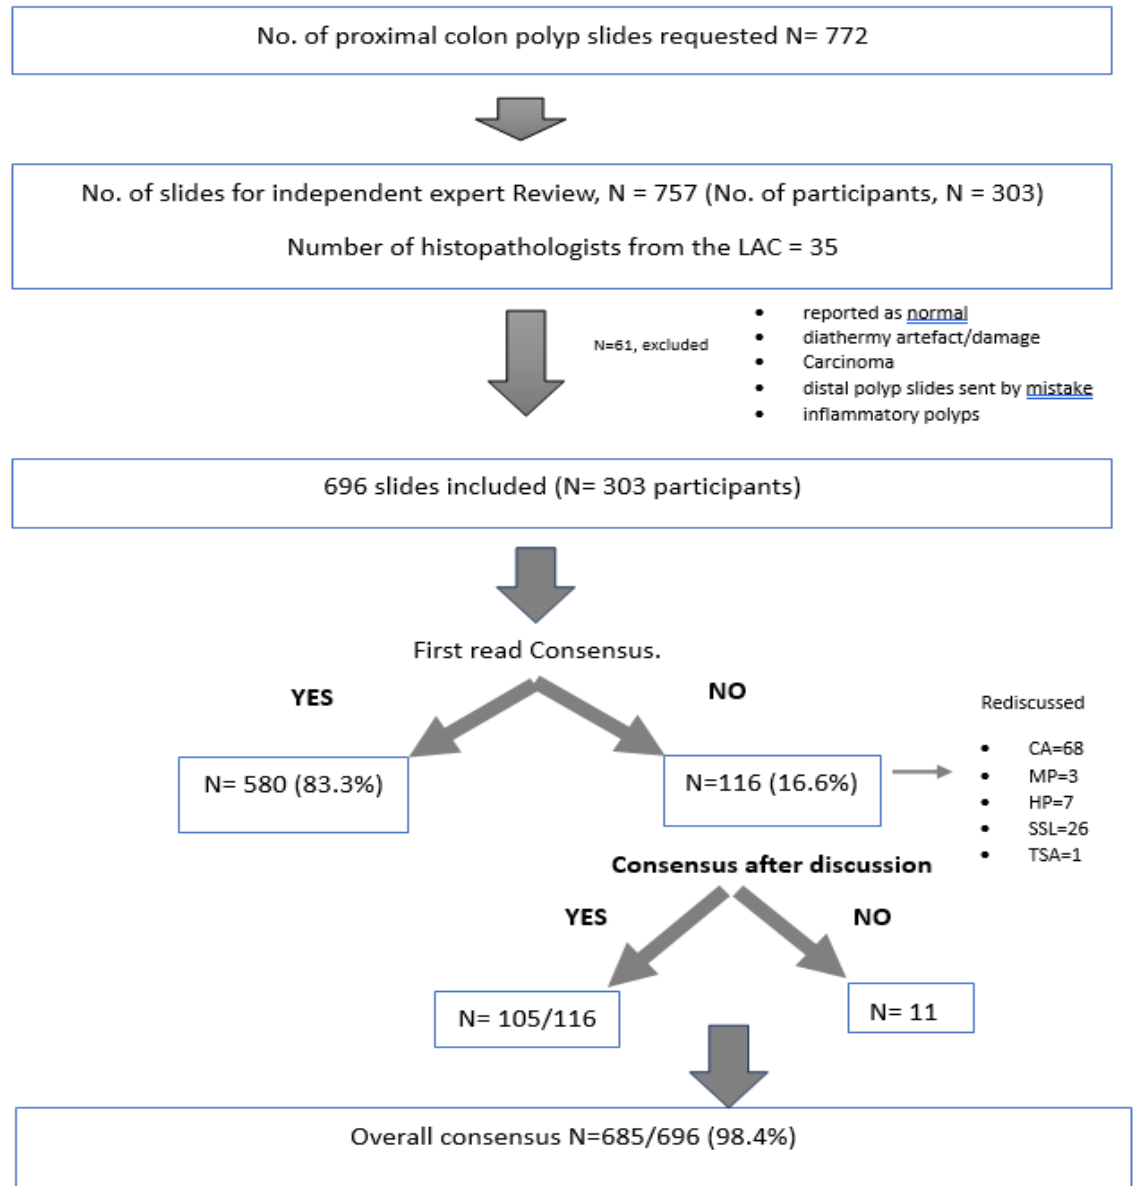 No. of proximal colon polyp slides requested N= 772
No. of slides for independent expert Review, N = 757 (No. of participants, N = 303)
Number of histopathologists from the LAC = 35
N=61, excluded
• reported as normal
• diathermy artefact/damage
• Carcinoma
• distal polyp slides sent by mistake
• inflammatory polyps
696 slides included (N= 303 participants)
First read Consensus.
YES
NO
N= 580 (83.3%)
N=116 (16.6%)
Rediscussed
• CA=68
• MP=3
• HP=7
• SSL=26
• TSA=1
Consensus after discussion
YES
NO
N= 105/116
N= 11
Overall consensus N=685/696 (98.4%)